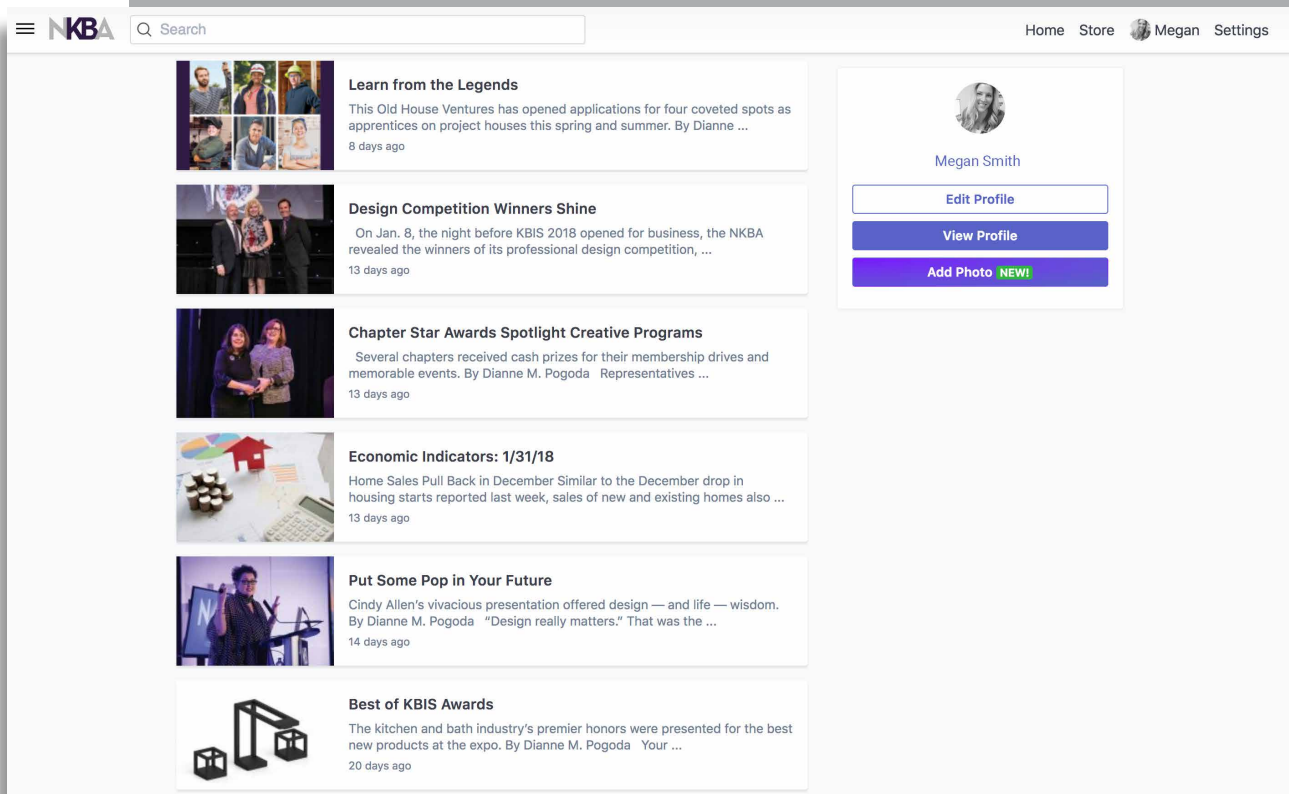 NKBA
Search
Home Store Megan Settings
Learn from the Legends
This Old House Ventures has opened applications for four coveted spots as
apprentices on project houses this spring and summer. By Dianne ...
8 days ago
Design Competition Winners Shine
On Jan. 8, the night before KBIS 2018 opened for business, the NKBA
revealed the winners of its professional design competition, ...
13 days ago
Chapter Star Awards Spotlight Creative Programs
Several chapters received cash prizes for their membership drives and
memorable events. By Dianne M. Pogoda Representatives ...
13 days ago
Economic Indicators: 1/31/18
Home Sales Pull Back in December Similar to the December drop in
housing starts reported last week, sales of new and existing homes also ...
13 days ago
Put Some Pop in Your Future
Cindy Allen’s vivacious presentation offered design — and life — wisdom.
By Dianne M. Pogoda “Design really matters.” That was the ...
14 days ago
Best of KBIS Awards
The kitchen and bath industry’s premier honors were presented for the best
new products at the expo. By Dianne M. Pogoda Your ...
20 days ago
Megan Smith
Edit Profile
View Profile
Add Photo NEW!